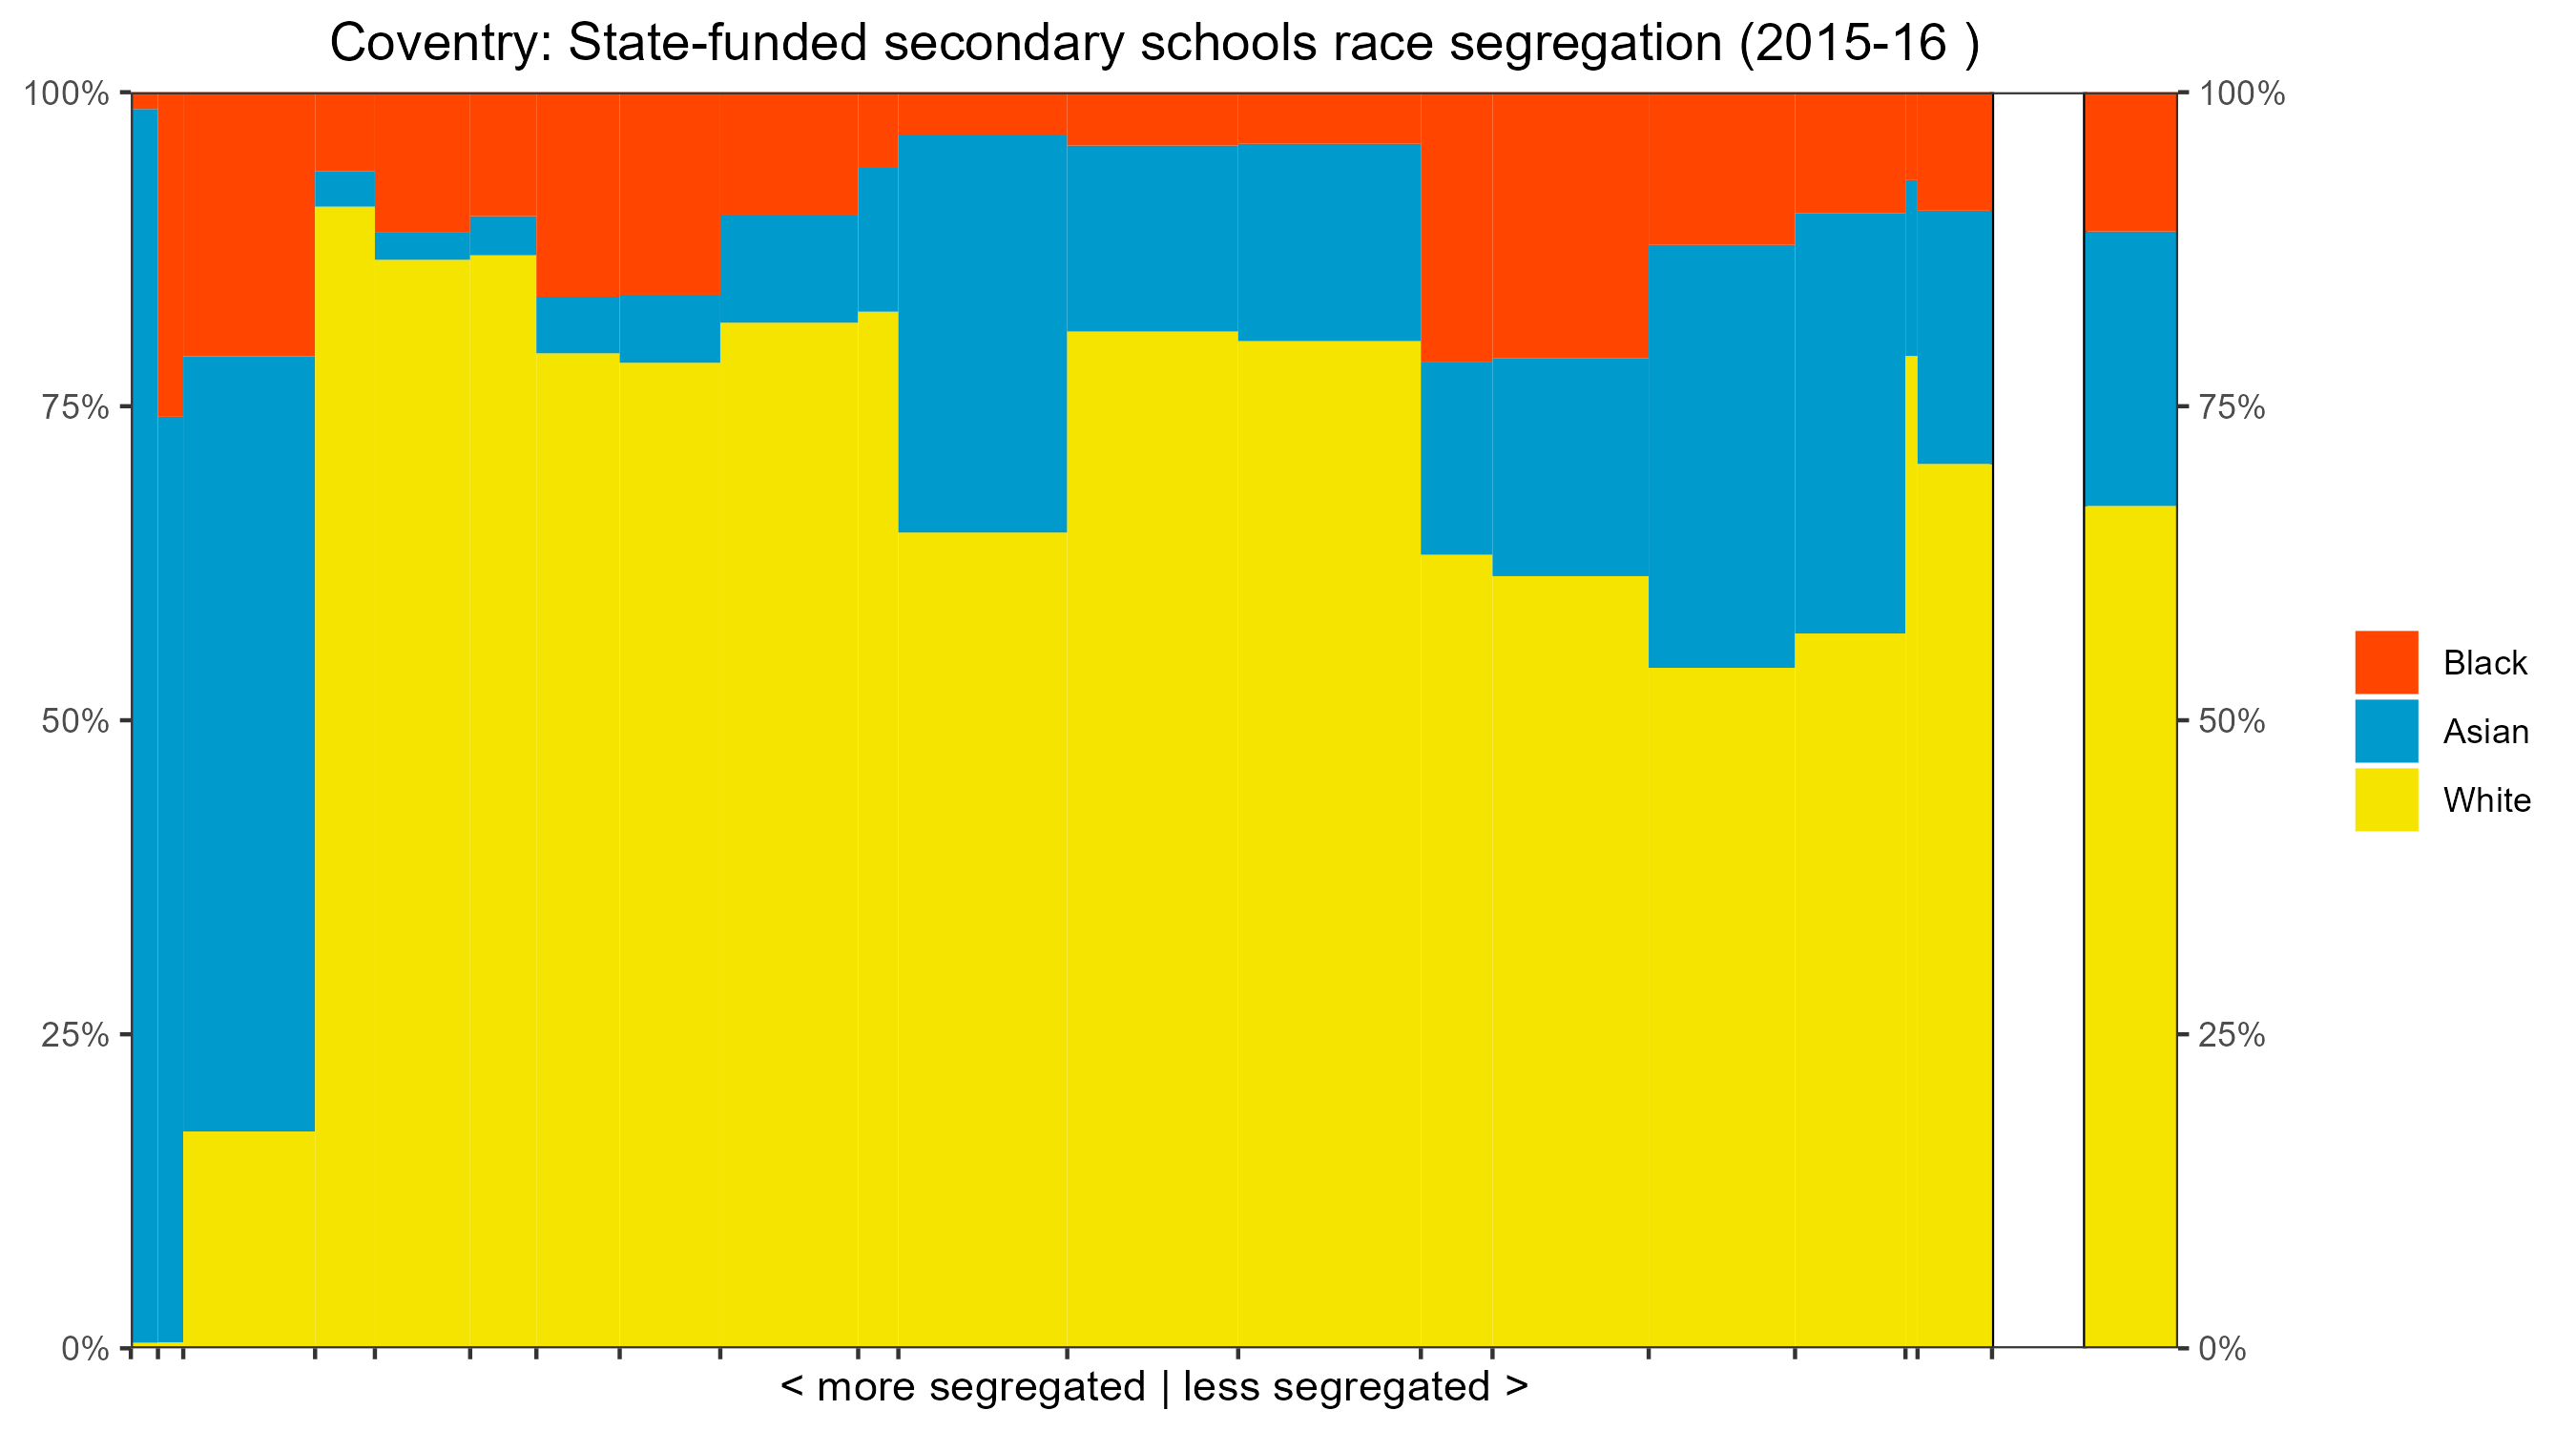 Coventry: State-funded secondary schools race segregation (2015-16 )
100%
75%
50%
25%
0%
100%
75%
50%
25%
0%
Black
Asian
White
< more segregated | less segregated >